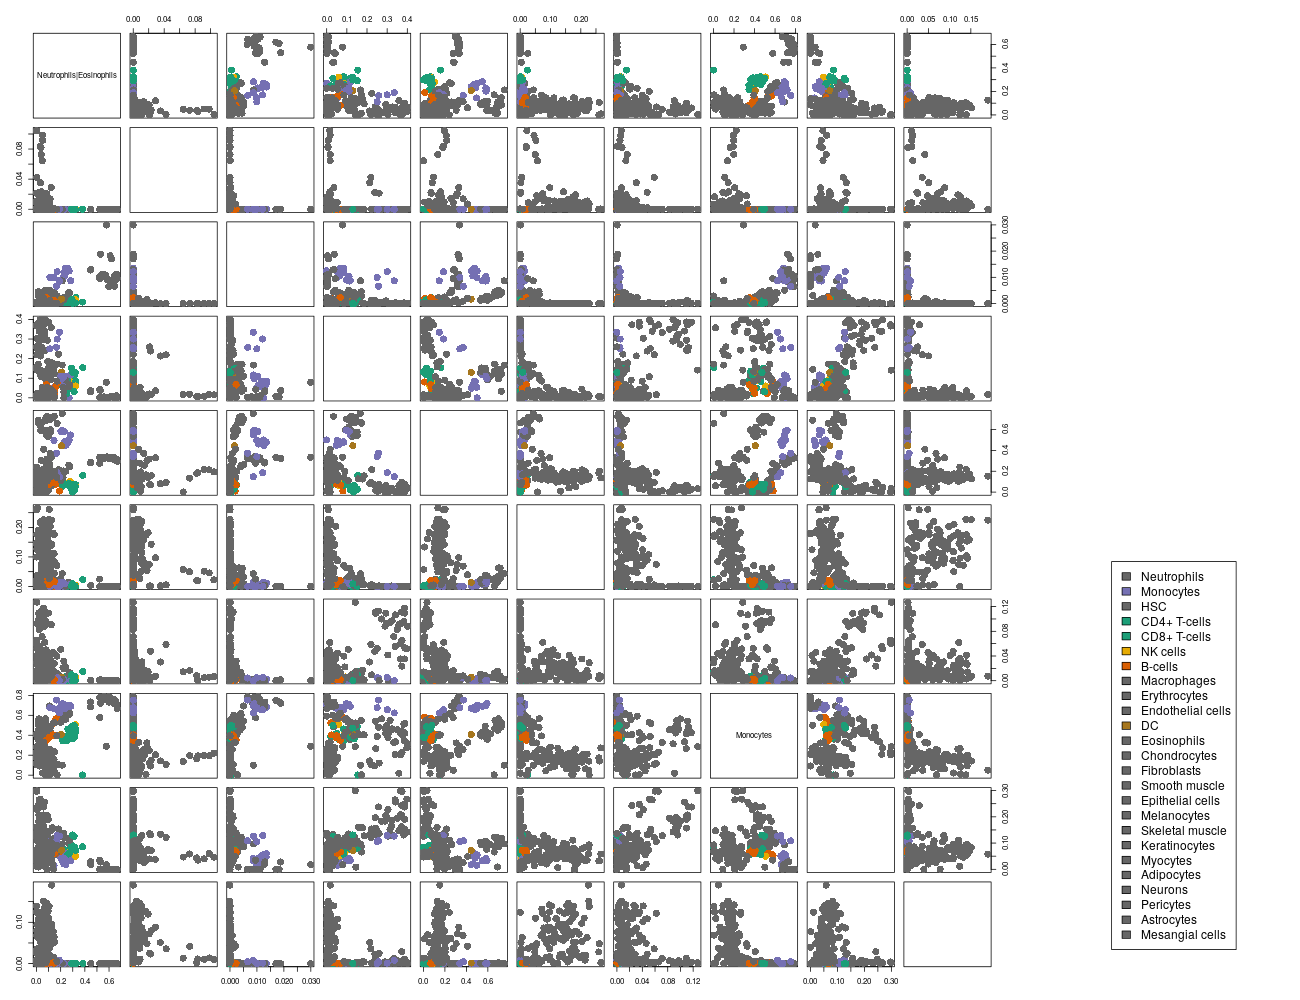 0.00 0.04 0.08
0.0 0.1 0.2 0.3 0.4
0.00 0.10 0.20
0.0 0.2 0.4 0.6 0.8
0.00 0.05 0.10 0.15
Neutrophils|Eosinophils
0.0 0.2 0.4 0.6
0.00 0.04 0.08
0.000 0.010 0.020 0.030
0.0 0.1 0.2 0.3 0.4
0.0 0.2 0.4 0.6
0.00 0.10 0.20
0.00 0.04 0.08 0.12
0.0 0.2 0.4 0.6 0.8
Monocytes
0.00 0.10 0.20 0.30
0.00 0.10
0.0 0.2 0.4 0.6
0.000 0.010 0.020 0.030
0.0 0.2 0.4 0.6
0.00 0.04 0.08 0.12
0.00 0.10 0.20 0.30
Neutrophils
Monocytes
HSC
CD4+ T-cells
CD8+ T-cells
NK cells
B-cells
Macrophages
Erythrocytes
Endothelial cells
DC
Eosinophils
Chondrocytes
Fibroblasts
Smooth muscle
Epithelial cells
Melanocytes
Skeletal muscle
Keratinocytes
Myocytes
Adipocytes
Neurons
Pericytes
Astrocytes
Mesangial cells